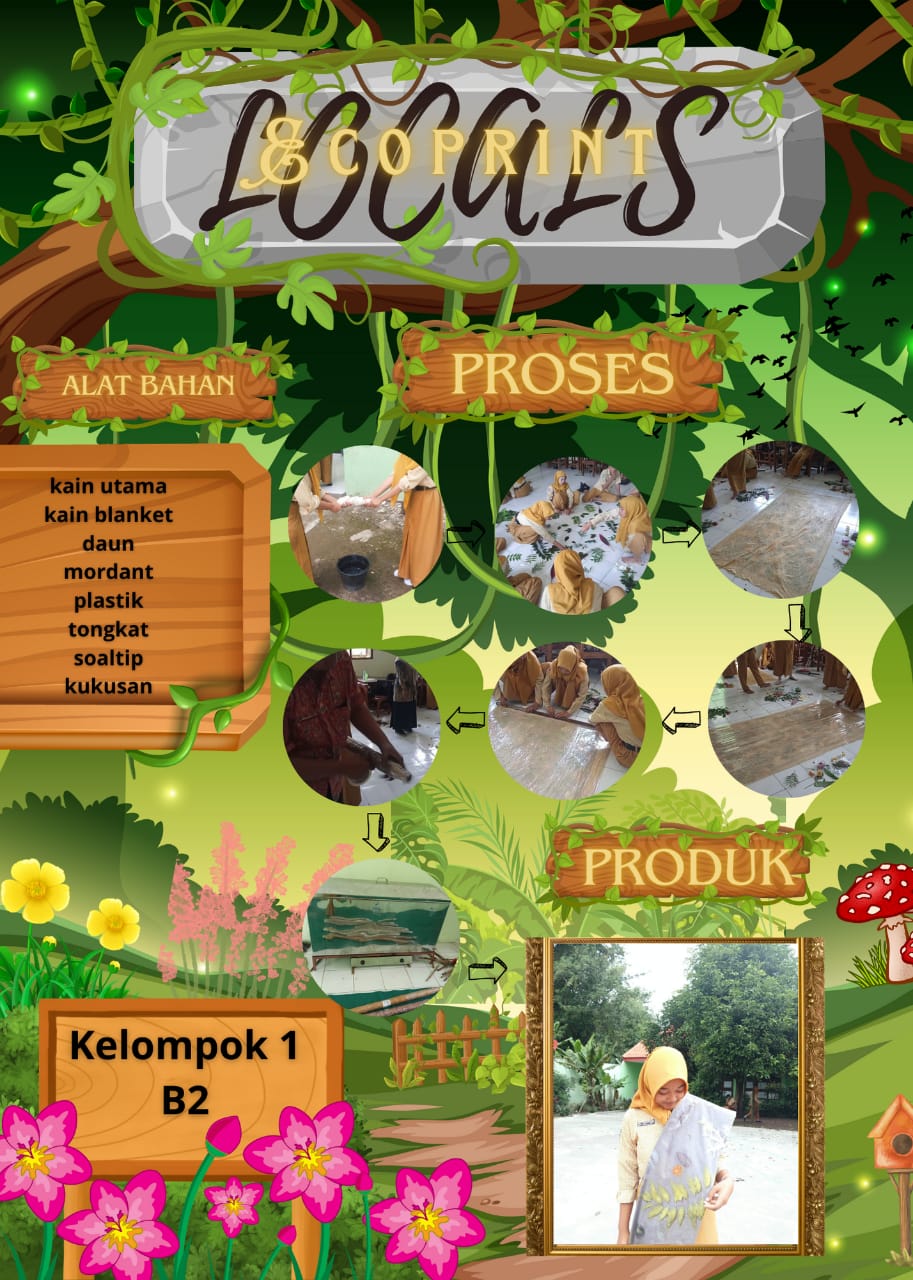 LOCALS
Ecoprint
ALAT BAHAN
PROSES
kain utama
kain blanket
daun
mordant
plastik
tongkat
soaltip
kukusan
PRODUK
Kelompok 1
B2